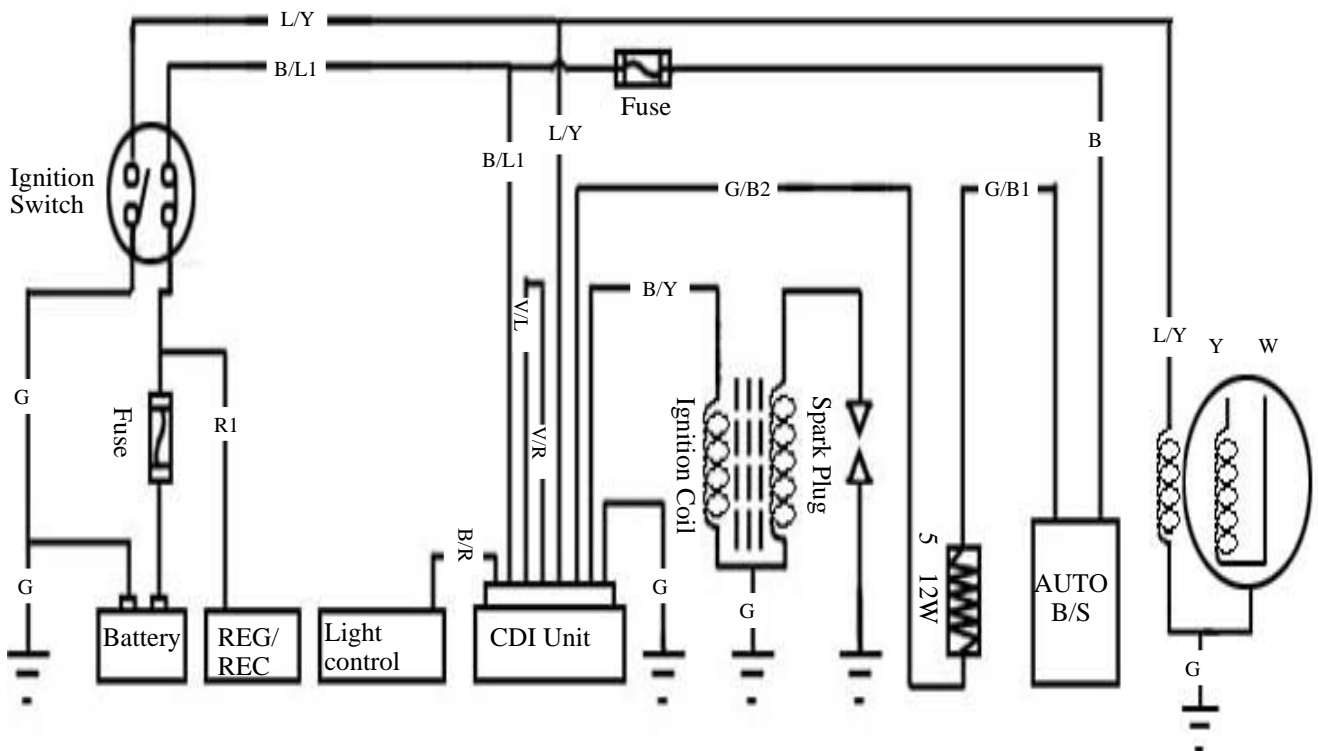 L/Y
B/L1
Fuse
L/Y
B
B/L1
Ignition
Switch
G/B2
G/B1
V/L
B/Y
L/Y
Y
W
G
Fuse
R1
V/R
Ignition Coil
Spark Plug
B/R
5 12W
G
G
G
AUTO
B/S
Battery
REG/
REC
Light
control
CDI Unit
G